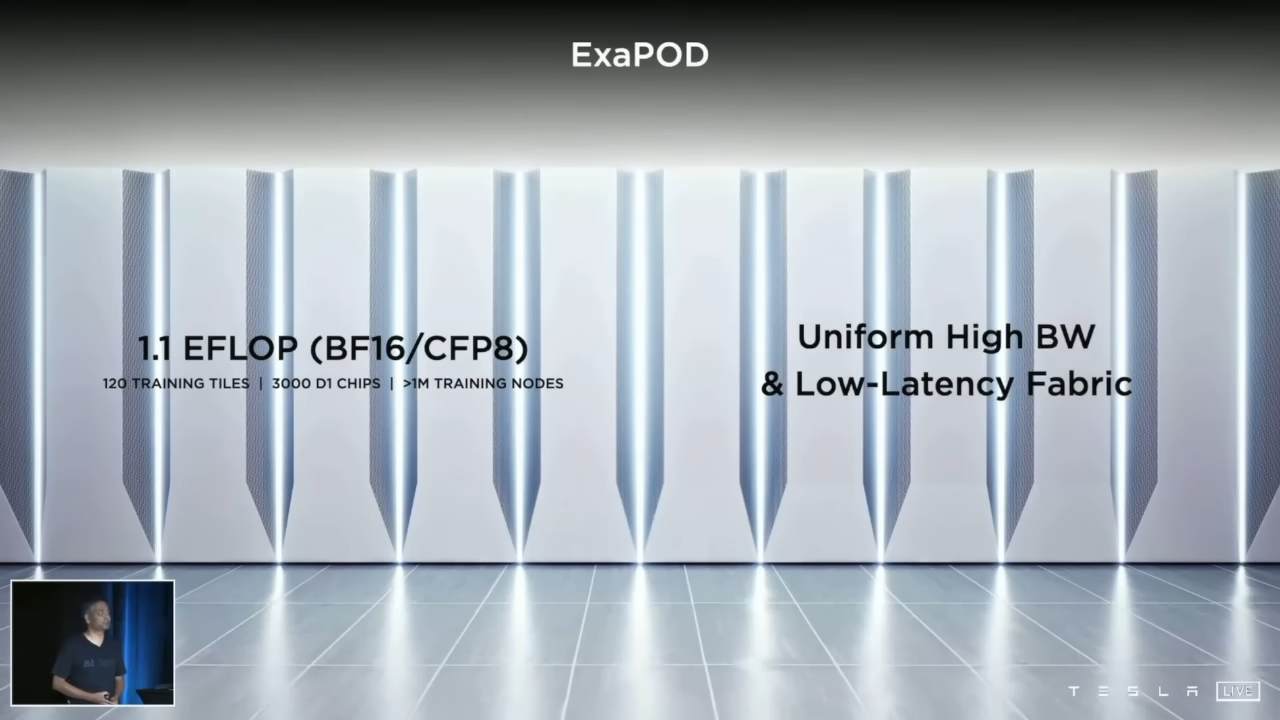 ExaPOD
1.1 EFLOP (BF16/CFP8)
120 TRAINING TILES | 3000 D1 CHIPS | >1M TRAINING NODES
Uniform High BW
& Low-Latency Fabric
TESLA LIVE